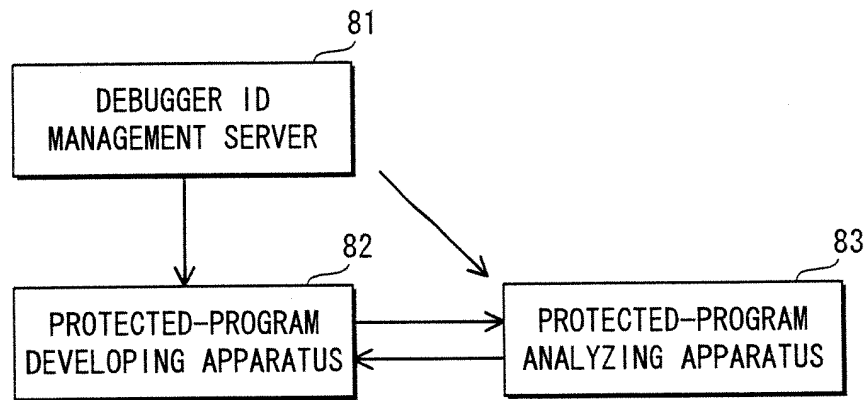 81
DEBUGGER ID
MANAGEMENT SERVER
82
PROTECTED-PROGRAM
DEVELOPING APPARATUS
83
PROTECTED-PROGRAM
ANALYZING APPARATUS